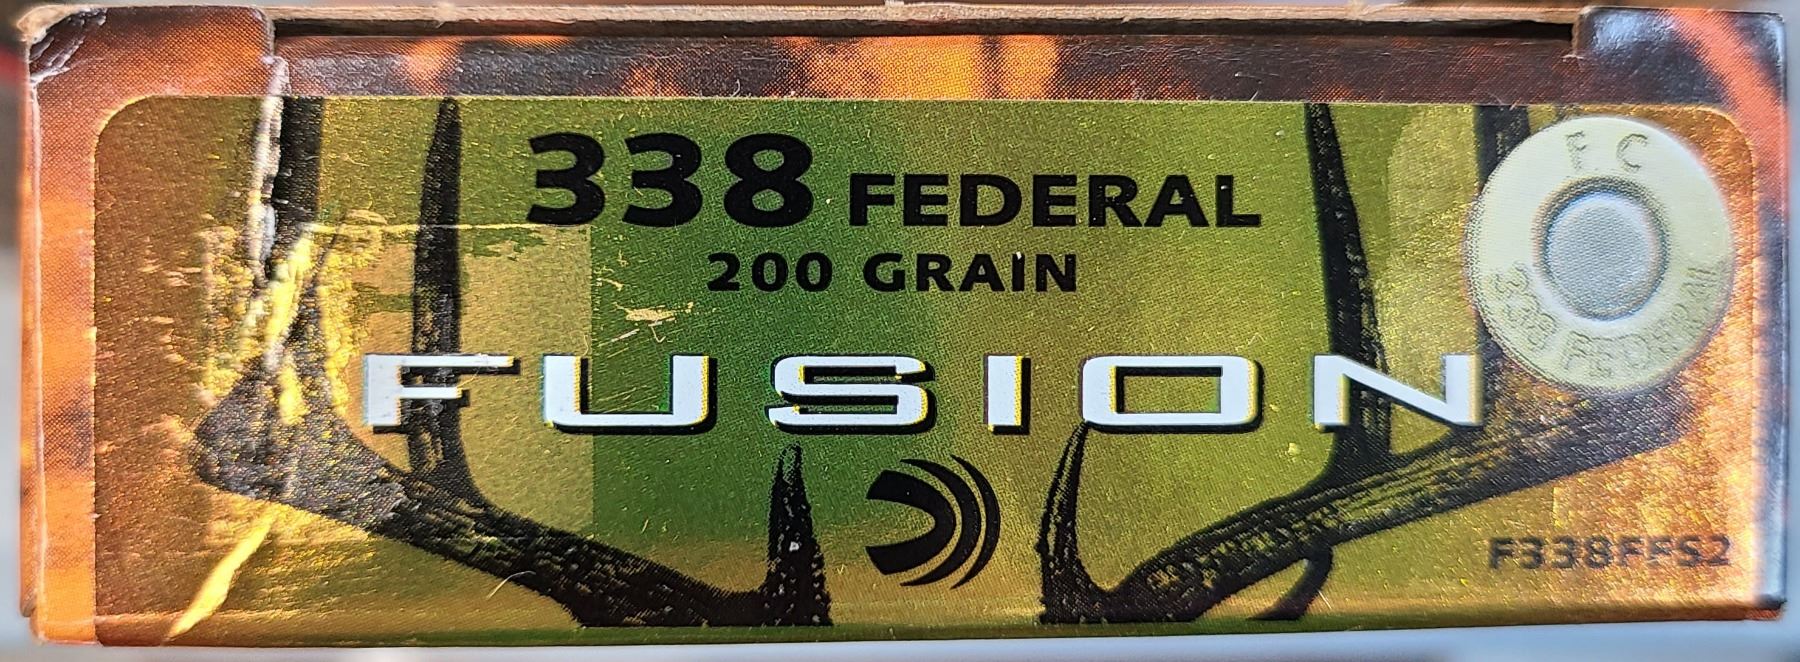 338 FEDERAL
200 GRAIN
FUSION
FC
338 FEDERAL
F338FFS2